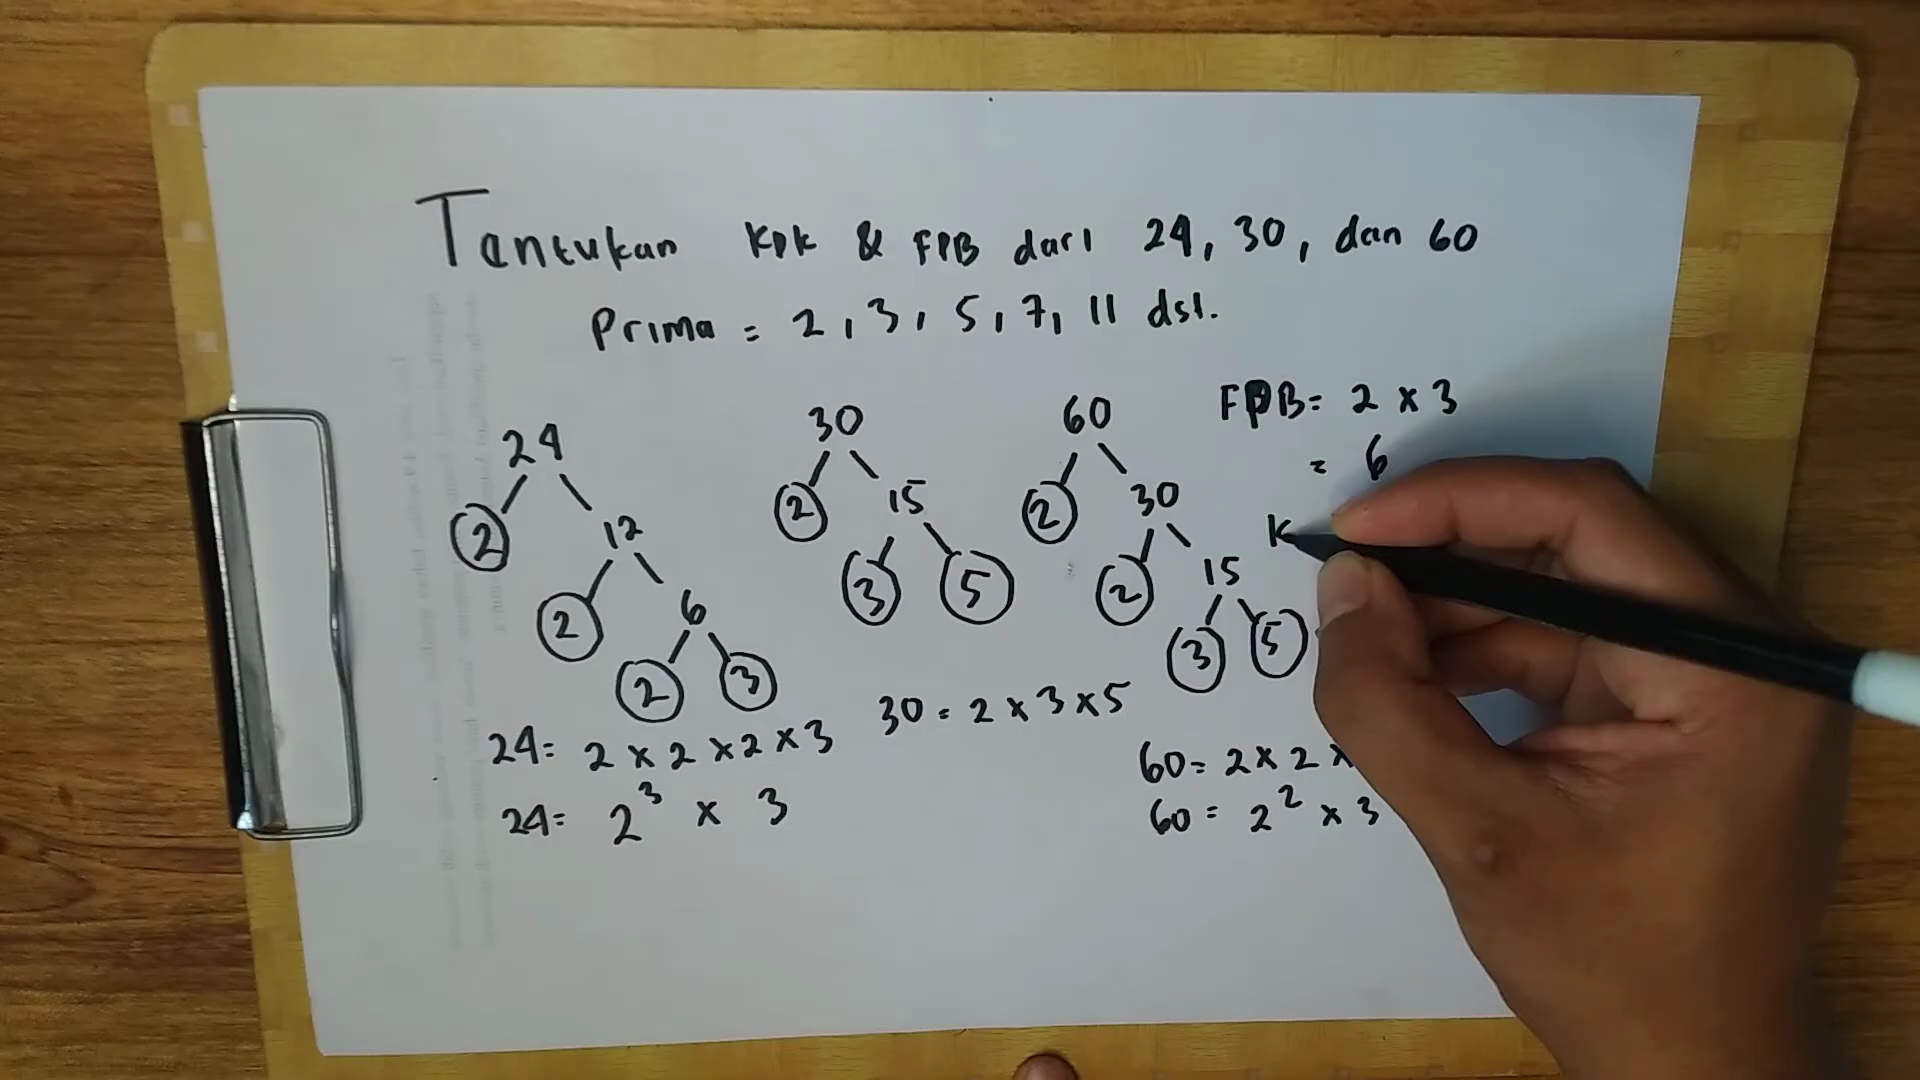 Tantukan KPK & FPB dari 24, 30, dan 60
Prima = 2, 3, 5, 7, 11 dst.
24
2 12
2 6
2 3
24= 2 x 2 x 2 x 3
24= 2³ x 3
30
2 15
3 5
30 = 2 x 3 x 5
60
2 30
2 15
3 5
60= 2 x 2 x
60 = 2² x 3
FPB= 2 x 3
= 6
K